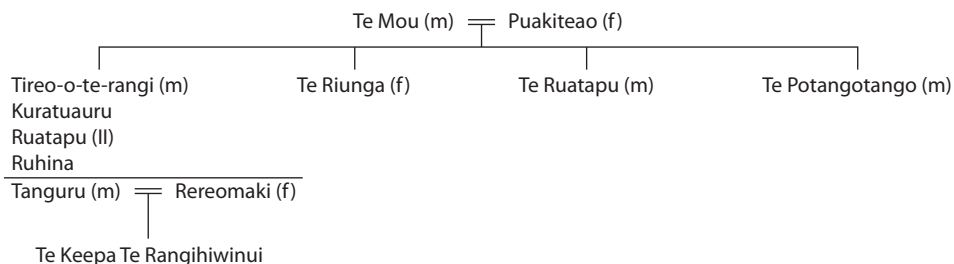 Te Mou (m) Puakiteao (f)
Tireo-o-te-rangi (m) Te Riunga (f) Te Ruatapu (m) Te Potangotango (m)
Kuratuauru
Ruatapu (II)
Ruhina
Tanguru (m) Rereomaki (f)
Te Keepa Te Rangihiwinui